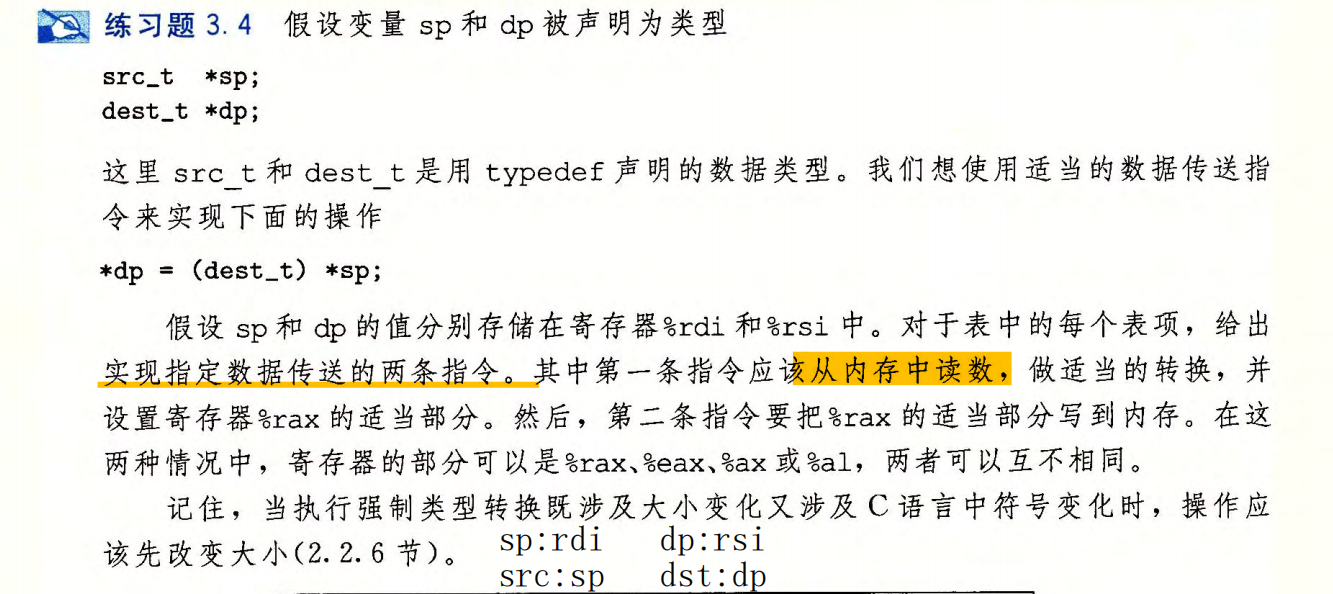 练习题 3.4 假设变量 sp 和 dp 被声明为类型
src_t *sp;
dest_t *dp;
这里 src_t 和 dest_t 是用 typedef 声明的数据类型。我们想使用适当的数据传送指
令来实现下面的操作
*dp = (dest_t) *sp;
假设 sp 和 dp 的值分别存储在寄存器%rdi 和%rsi 中。对于表中的每个表项，给出
实现指定数据传送的两条指令。其中第一条指令应该从内存中读数，做适当的转换，并
设置寄存器%rax 的适当部分。然后，第二条指令要把%rax 的适当部分写到内存。在这
两种情况中，寄存器的部分可以是%rax、%eax、%ax 或%al，两者可以互不相同。
记住，当执行强制类型转换既涉及大小变化又涉及 C 语言中符号变化时，操作应
该先改变大小(2.2.6 节)。
sp:rdi dp:rsi
src:sp dst:dp